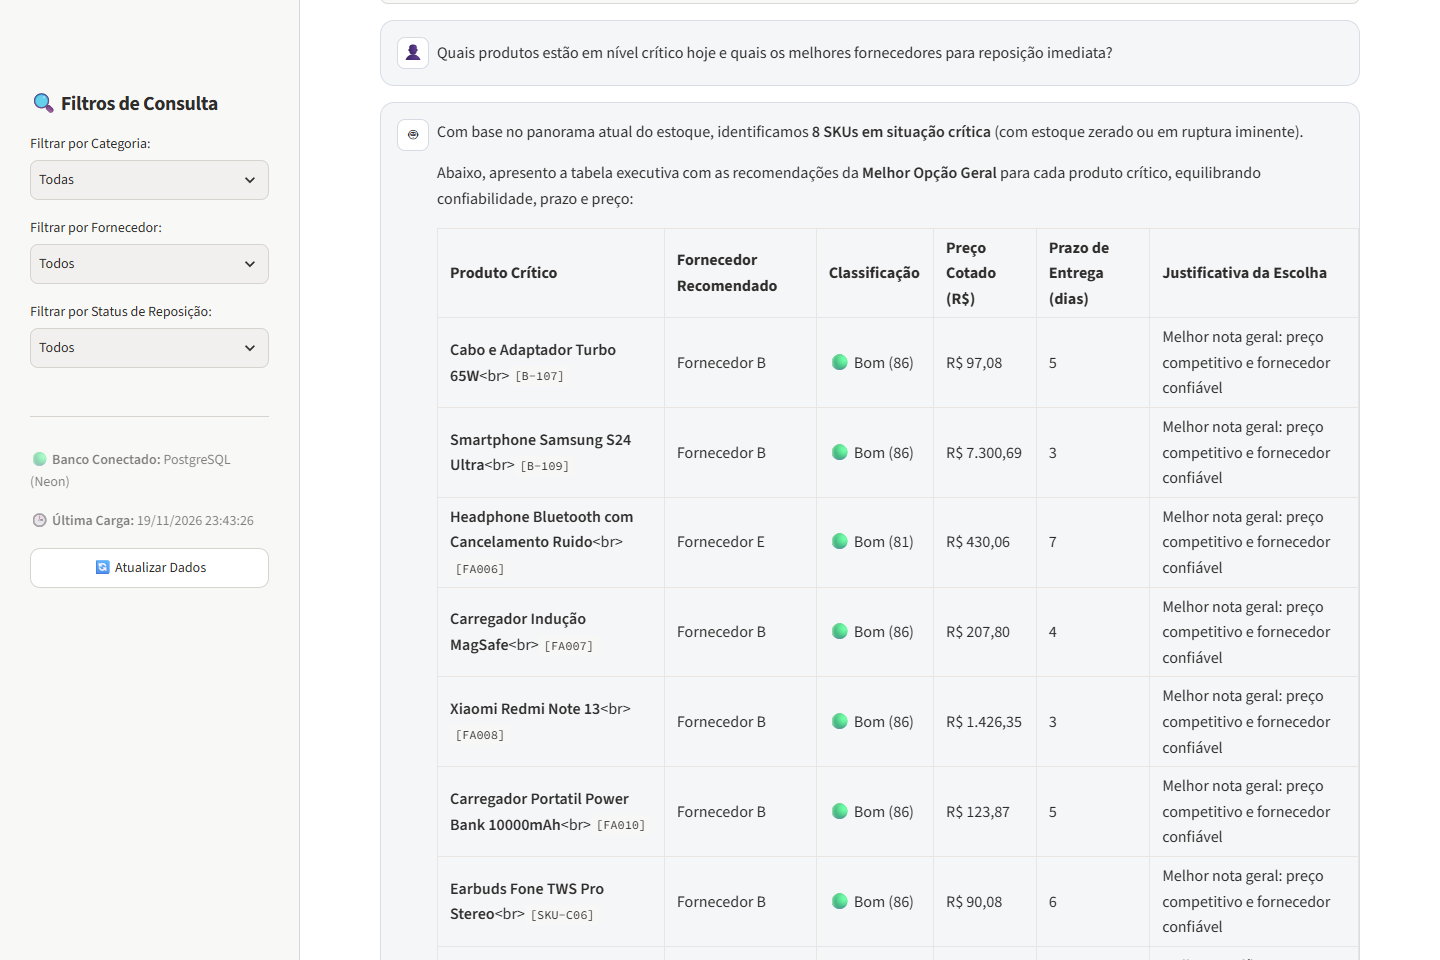 Filtros de Consulta
Filtrar por Categoria:
Todas
Filtrar por Fornecedor:
Todos
Filtrar por Status de Reposição:
Todos
Banco Conectado: PostgreSQL
(Neon)
Última Carga: 19/11/2026 23:43:26
Atualizar Dados
Quais produtos estão em nível crítico hoje e quais os melhores fornecedores para reposição imediata?
Com base no panorama atual do estoque, identificamos 8 SKUs em situação crítica (com estoque zerado ou em ruptura iminente).
Abaixo, apresento a tabela executiva com as recomendações da Melhor Opção Geral para cada produto crítico, equilibrando
confiabilidade, prazo e preço:
Produto Crítico
Fornecedor
Recomendado
Classificação
Preço
Cotado
(R$)
Prazo de
Entrega
(dias)
Justificativa da Escolha
Cabo e Adaptador Turbo
65W<br> [B-107]
Fornecedor B
Bom (86)
R$ 97,08
5
Melhor nota geral: preço
competitivo e fornecedor
confiável
Smartphone Samsung S24
Ultra<br> [B-109]
Fornecedor B
Bom (86)
R$ 7.300,69
3
Melhor nota geral: preço
competitivo e fornecedor
confiável
Headphone Bluetooth com
Cancelamento Ruido<br>
[FA006]
Fornecedor E
Bom (81)
R$ 430,06
7
Melhor nota geral: preço
competitivo e fornecedor
confiável
Carregador Indução
MagSafe<br> [FA007]
Fornecedor B
Bom (86)
R$ 207,80
4
Melhor nota geral: preço
competitivo e fornecedor
confiável
Xiaomi Redmi Note 13<br>
[FA008]
Fornecedor B
Bom (86)
R$ 1.426,35
3
Melhor nota geral: preço
competitivo e fornecedor
confiável
Carregador Portatil Power
Bank 10000mAh<br> [FA010]
Fornecedor B
Bom (86)
R$ 123,87
5
Melhor nota geral: preço
competitivo e fornecedor
confiável
Earbuds Fone TWS Pro
Stereo<br> [SKU-C06]
Fornecedor B
Bom (86)
R$ 90,08
6
Melhor nota geral: preço
competitivo e fornecedor
confiável